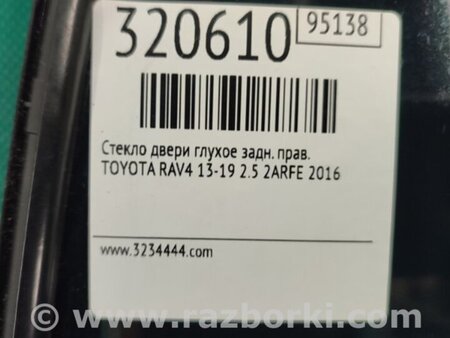 320610
95138
Стекло двери глухое задн. прав.
TOYOTA RAV4 13-19 2.5 2ARFE 2016
www.3234444.com
© www.razborki.com